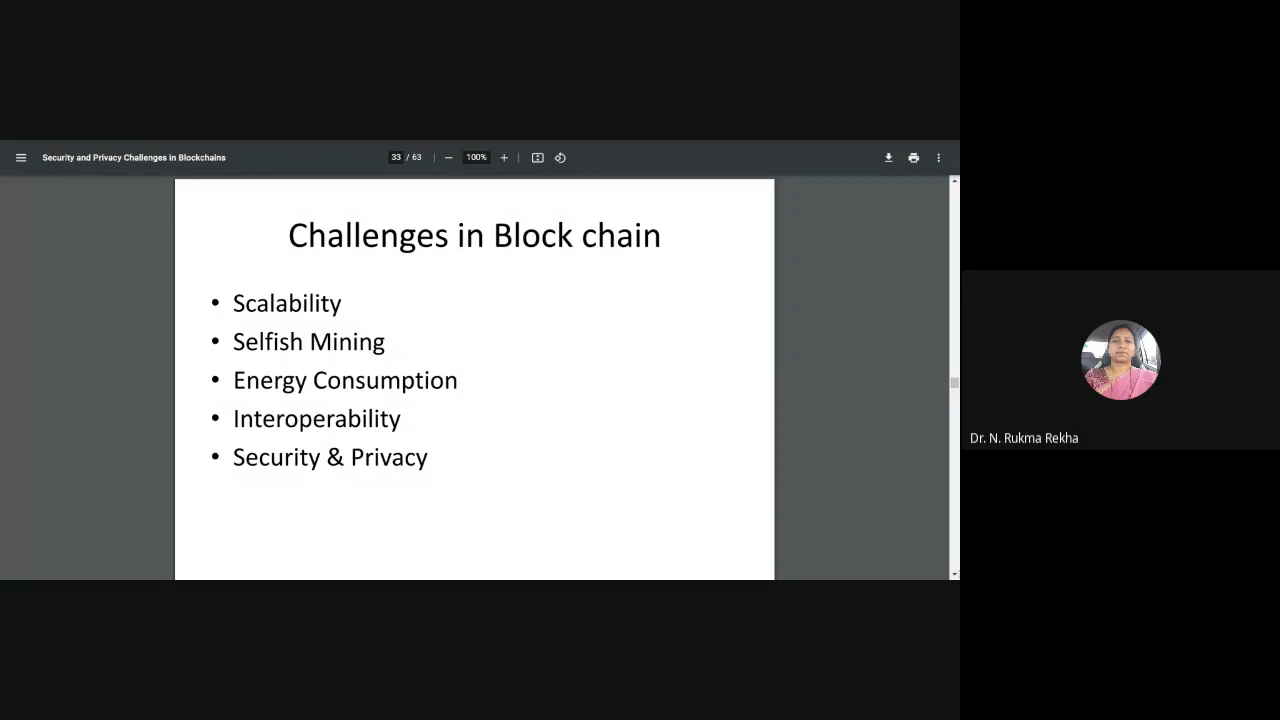 Security and Privacy Challenges in Blockchains
33 / 63
100%
Challenges in Block chain
• Scalability
• Selfish Mining
• Energy Consumption
• Interoperability
• Security & Privacy
Dr. N. Rukma Rekha